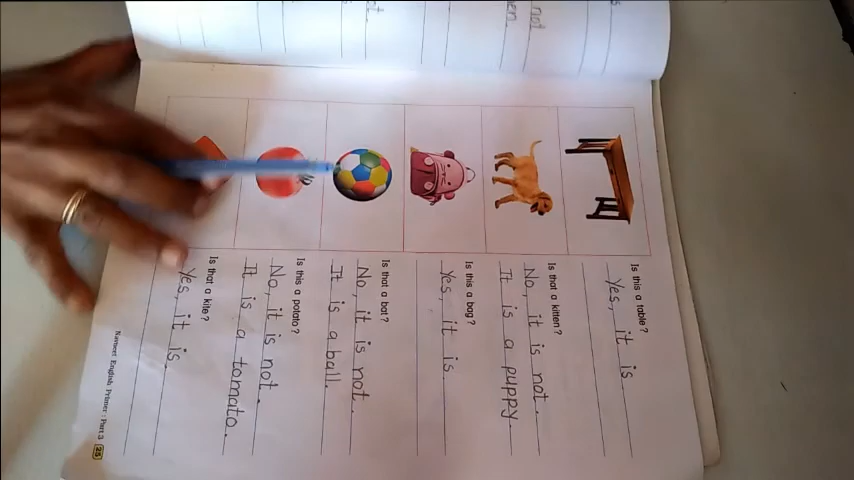 Is this a table?
Yes, it is
Is that a kitten?
No, it is not.
It is a puppy.
Is this a bag?
Yes, it is.
Is that a bat?
No, it is not.
It is a ball.
Is this a potato?
No, it is not.
It is a tomato.
Is that a kite?
Yes, it is.
Navneet English Primer : Part 3 25
not
not